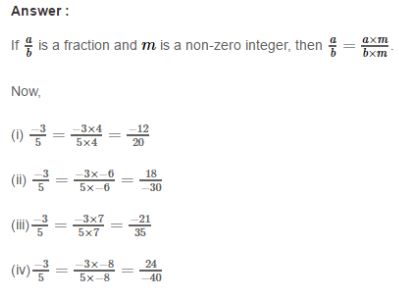 Answer :
If a/b is a fraction and m is a non-zero integer, then a/b = a×m/b×m.
Now,
(i) −3/5 = −3×4/5×4 = −12/20
(ii) −3/5 = −3×−6/5×−6 = 18/−30
(iii) −3/5 = −3×7/5×7 = −21/35
(iv) −3/5 = −3×−8/5×−8 = 24/−40